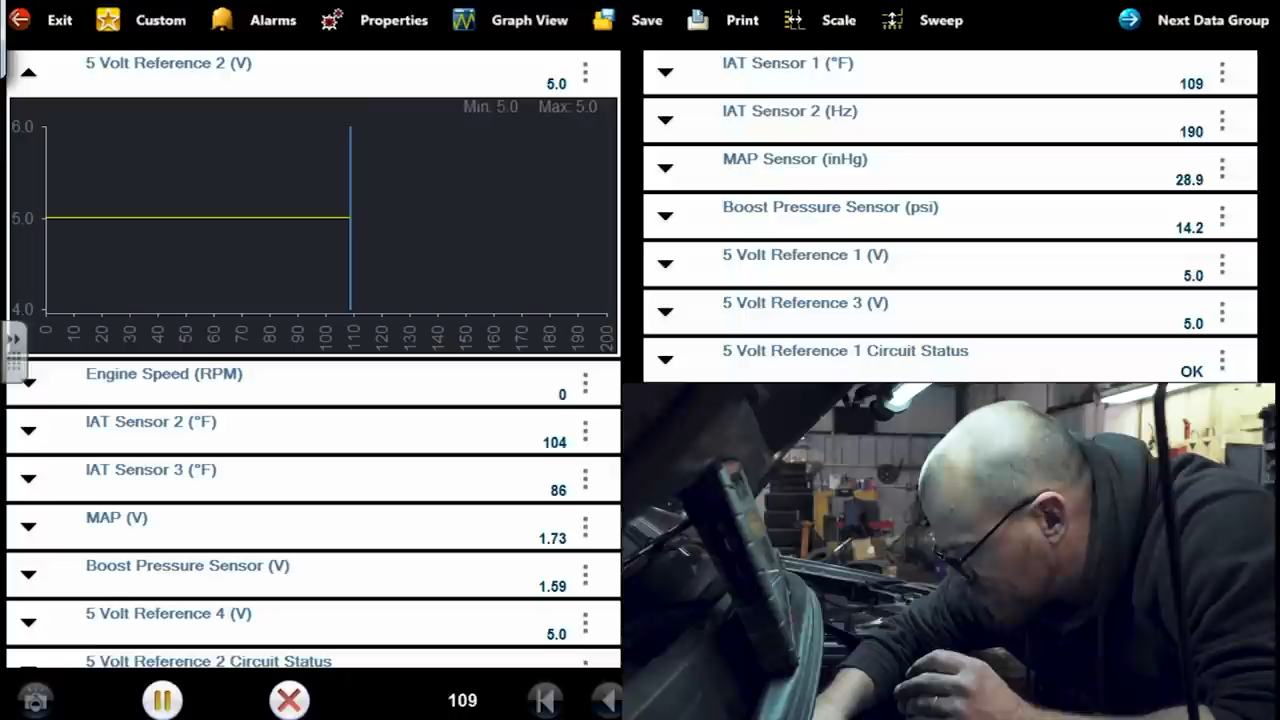 Exit Custom Alarms Properties Graph View Save Print Scale Sweep Next Data Group
5 Volt Reference 2 (V)
5.0
Min: 5.0 Max: 5.0
6.0
5.0
4.0
0 10 20 30 40 50 60 70 80 90 100 110 120 130 140 150 160 170 180 190 200
Engine Speed (RPM)
0
IAT Sensor 2 (°F)
104
IAT Sensor 3 (°F)
86
MAP (V)
1.73
Boost Pressure Sensor (V)
1.59
5 Volt Reference 4 (V)
5.0
5 Volt Reference 2 Circuit Status
109
IAT Sensor 1 (°F)
109
IAT Sensor 2 (Hz)
190
MAP Sensor (inHg)
28.9
Boost Pressure Sensor (psi)
14.2
5 Volt Reference 1 (V)
5.0
5 Volt Reference 3 (V)
5.0
5 Volt Reference 1 Circuit Status
OK